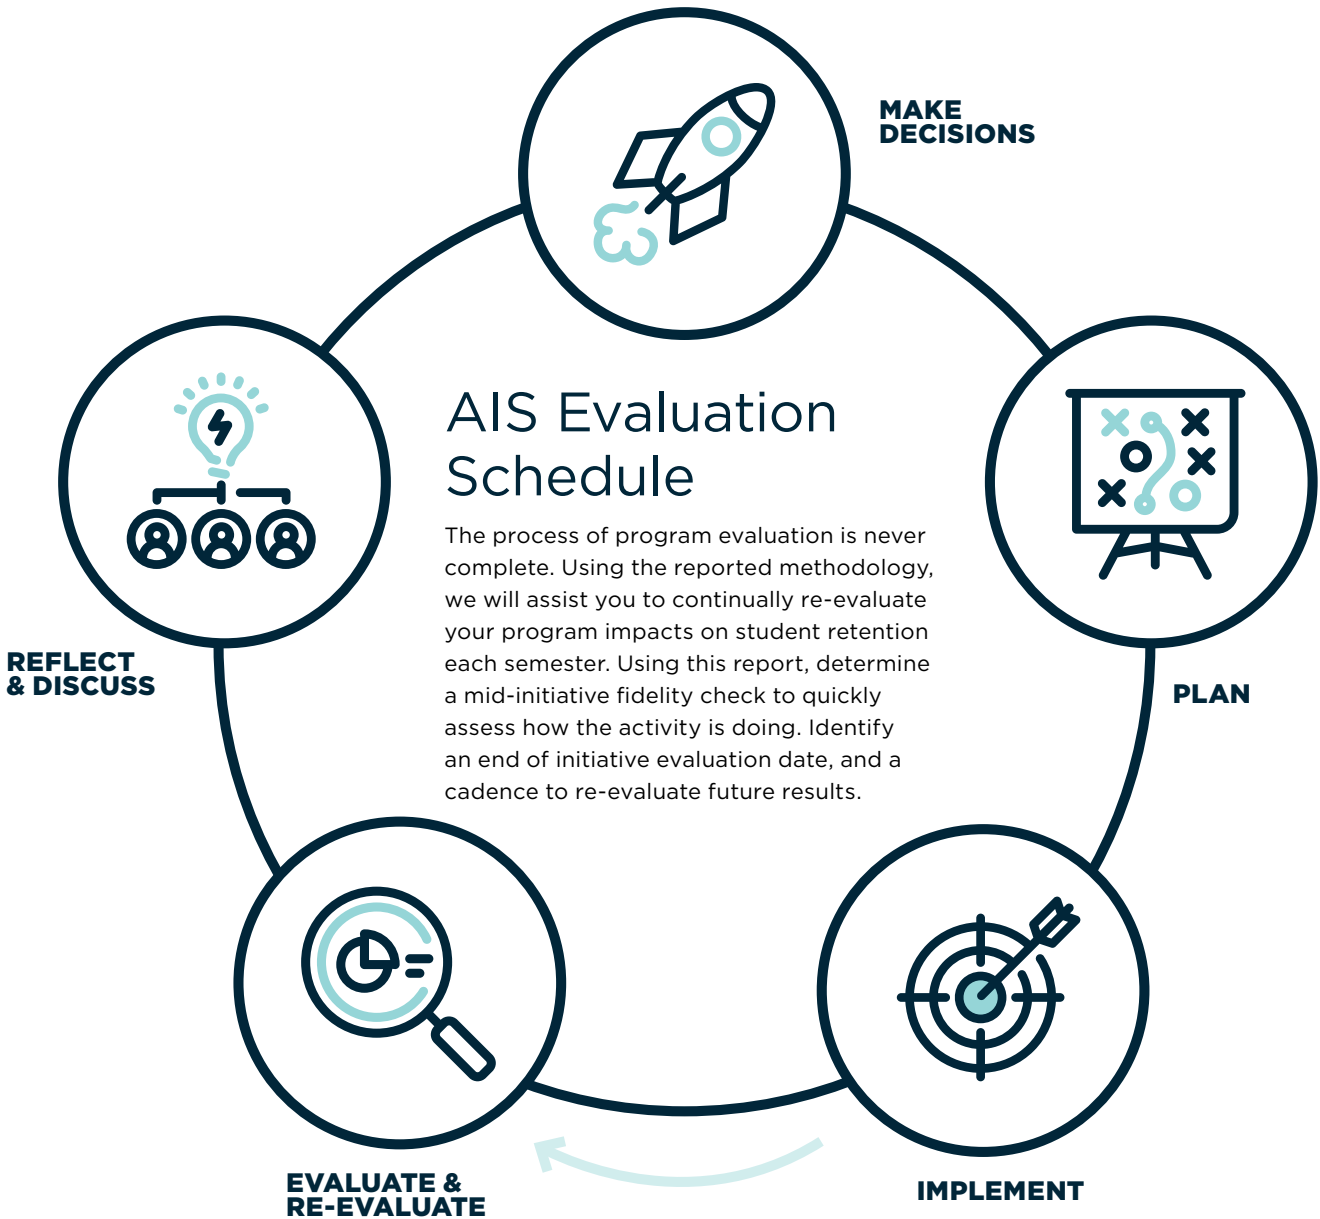 MAKE
DECISIONS
AIS Evaluation
Schedule
The process of program evaluation is never
complete. Using the reported methodology,
we will assist you to continually re-evaluate
your program impacts on student retention
each semester. Using this report, determine
a mid-initiative fidelity check to quickly
assess how the activity is doing. Identify
an end of initiative evaluation date, and a
cadence to re-evaluate future results.
REFLECT
& DISCUSS
PLAN
EVALUATE &
RE-EVALUATE
IMPLEMENT